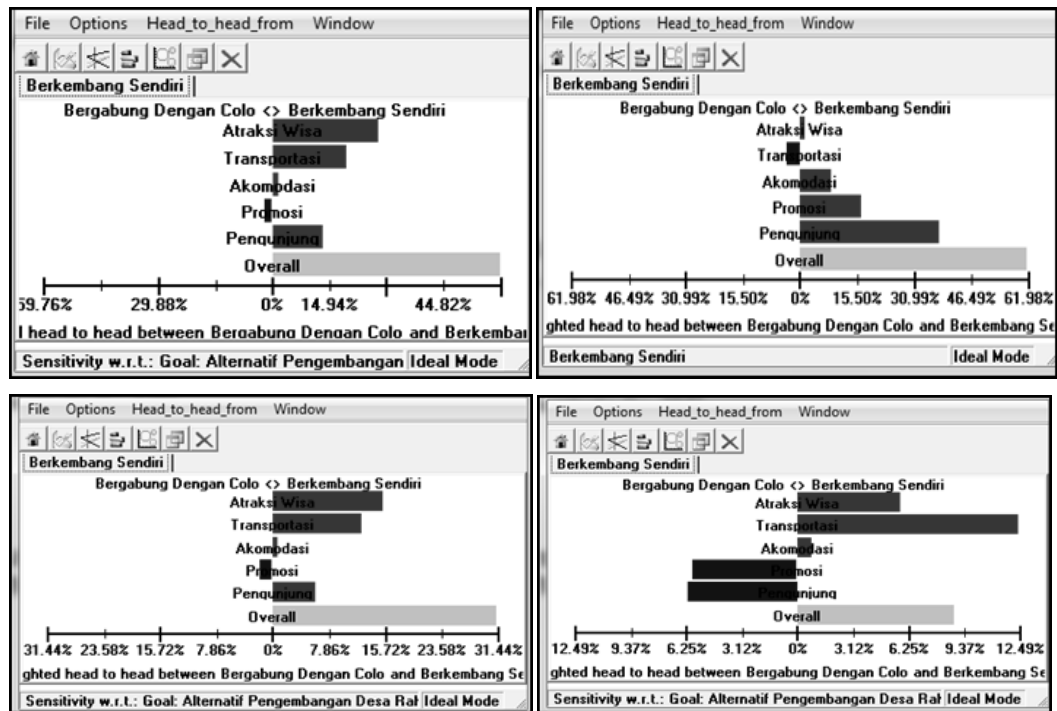 File Options Head_to_head_from Window
Berkembang Sendiri
Bergabung Dengan Colo <> Berkembang Sendiri
Atraksi Wisa
Transportasi
Akomodasi
Promosi
Pengunjung
Overall
59.76% 29.88% 0% 14.94% 44.82%
l head to head between Bergabung Dengan Colo and Berkembar
Sensitivity w.r.t.: Goal: Alternatif Pengembangan Ideal Mode
File Options Head_to_head_from Window
Berkembang Sendiri
Bergabung Dengan Colo <> Berkembang Sendiri
Atraksi Wisa
Transportasi
Akomodasi
Promosi
Pengunjung
Overall
61.98% 46.49% 30.99% 15.50% 0% 15.50% 30.99% 46.49% 61.98%
ghted head to head between Bergabung Dengan Colo and Berkembang Se
Berkembang Sendiri Ideal Mode
File Options Head_to_head_from Window
Berkembang Sendiri
Bergabung Dengan Colo <> Berkembang Sendiri
Atraksi Wisa
Transportasi
Akomodasi
Promosi
Pengunjung
Overall
31.44% 23.58% 15.72% 7.86% 0% 7.86% 15.72% 23.58% 31.44%
ghted head to head between Bergabung Dengan Colo and Berkembang Se
Sensitivity w.r.t.: Goal: Alternatif Pengembangan Desa Rah Ideal Mode
File Options Head_to_head_from Window
Berkembang Sendiri
Bergabung Dengan Colo <> Berkembang Sendiri
Atraksi Wisa
Transportasi
Akomodasi
Promosi
Pengunjung
Overall
12.49% 9.37% 6.25% 3.12% 0% 3.12% 6.25% 9.37% 12.49%
ghted head to head between Bergabung Dengan Colo and Berkembang Se
Sensitivity w.r.t.: Goal: Alternatif Pengembangan Desa Rah Ideal Mode